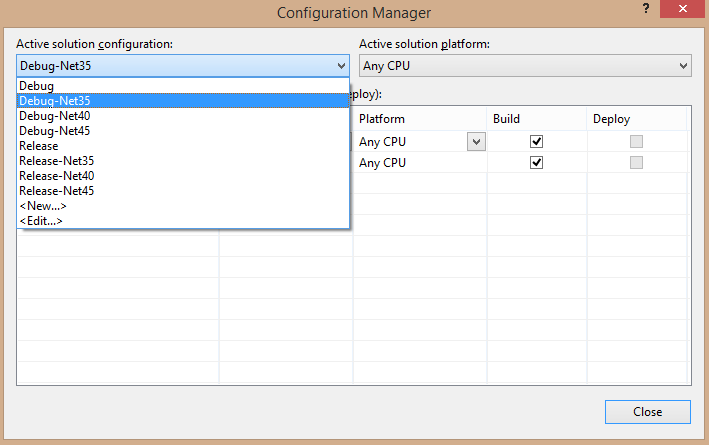 Configuration Manager
?
Active solution configuration: Active solution platform:
Debug-Net35 Any CPU
Debug
Debug-Net35 eploy):
Debug-Net40 Platform Build Deploy
Debug-Net45
Release Any CPU
Release-Net35 Any CPU
Release-Net40
Release-Net45
<New...>
<Edit...>
Close